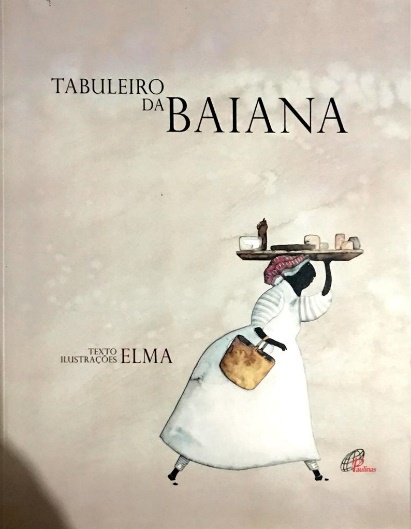 TABULEIRO
DA BAIANA
TEXTO
ILUSTRAÇÕES ELMA
Paulinas